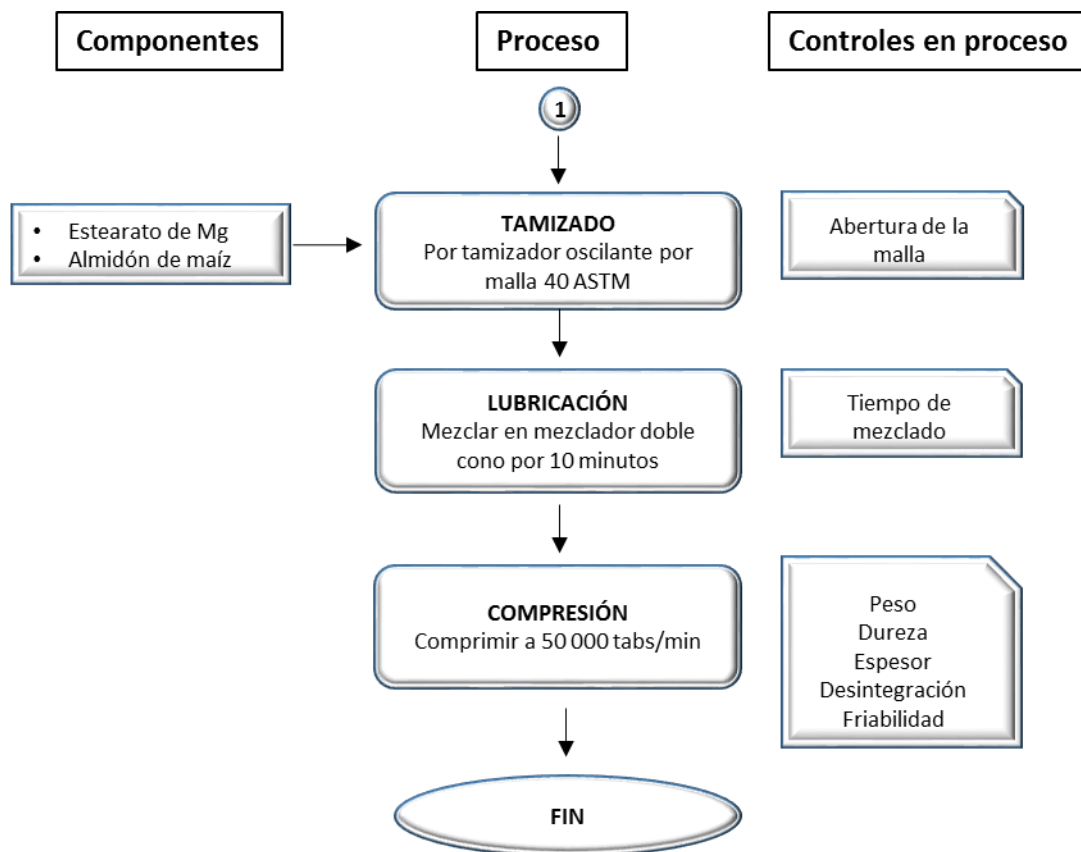 Componentes
Proceso
Controles en proceso
1
• Estearato de Mg
• Almidón de maíz
TAMIZADO
Por tamizador oscilante por
malla 40 ASTM
Abertura de la
malla
LUBRICACIÓN
Mezclar en mezclador doble
cono por 10 minutos
Tiempo de
mezclado
COMPRESIÓN
Comprimir a 50 000 tabs/min
Peso
Dureza
Espesor
Desintegración
Friabilidad
FIN